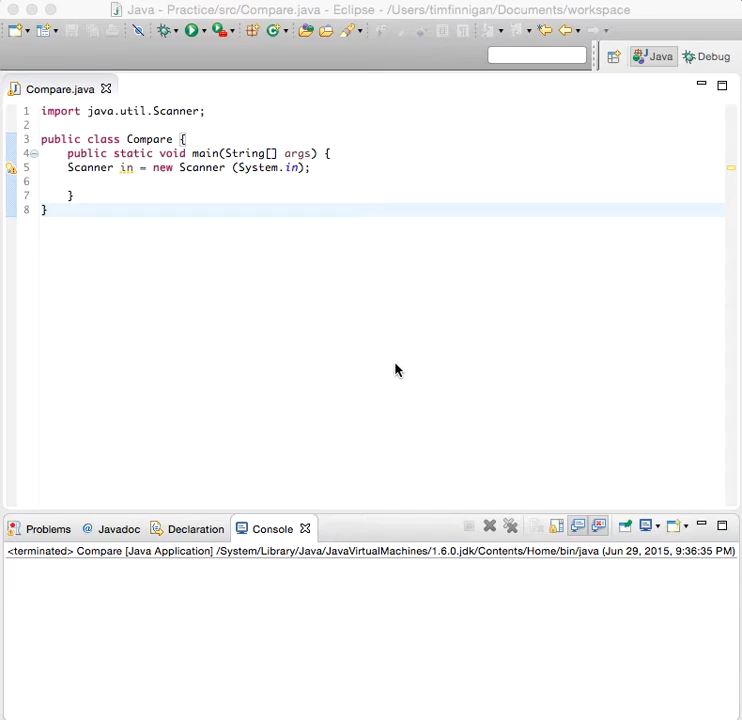 Java - Practice/src/Compare.java - Eclipse - /Users/timfinnigan/Documents/workspace
Java Debug
Compare.java
1 import java.util.Scanner;
2
3 public class Compare {
4 public static void main(String[] args) {
5 Scanner in = new Scanner (System.in);
6
7 }
8 }
Problems @ Javadoc Declaration Console
<terminated> Compare [Java Application] /System/Library/Java/JavaVirtualMachines/1.6.0.jdk/Contents/Home/bin/java (Jun 29, 2015, 9:36:35 PM)